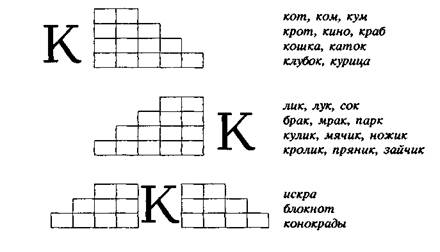 К
кот, ком, кум
крот, кино, краб
кошка, каток
клубок, курица
К
лик, лук, сок
брак, мрак, парк
кулик, мячик, ножик
кролик, пряник, зайчик
К
искра
блокнот
конокрады